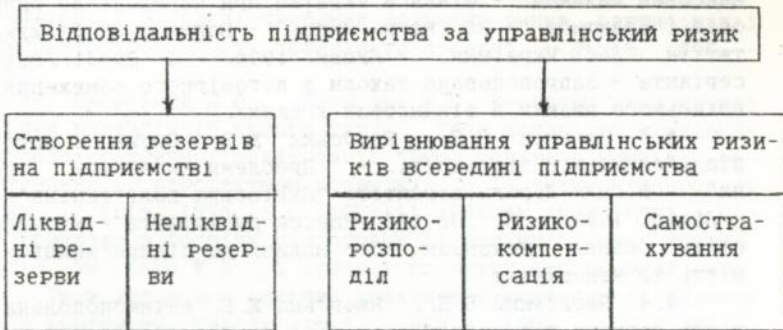 Відповідальність підприємства за управлінський ризик
Створення резервів
на підприємстві
Вирівнювання управлінських ризи-
ків всередині підприємства
Ліквід-
ні ре-
зерви
Неліквід-
ні резер-
ви
Ризико-
розпо-
діл
Ризико-
компен-
сація
Самостра-
хування